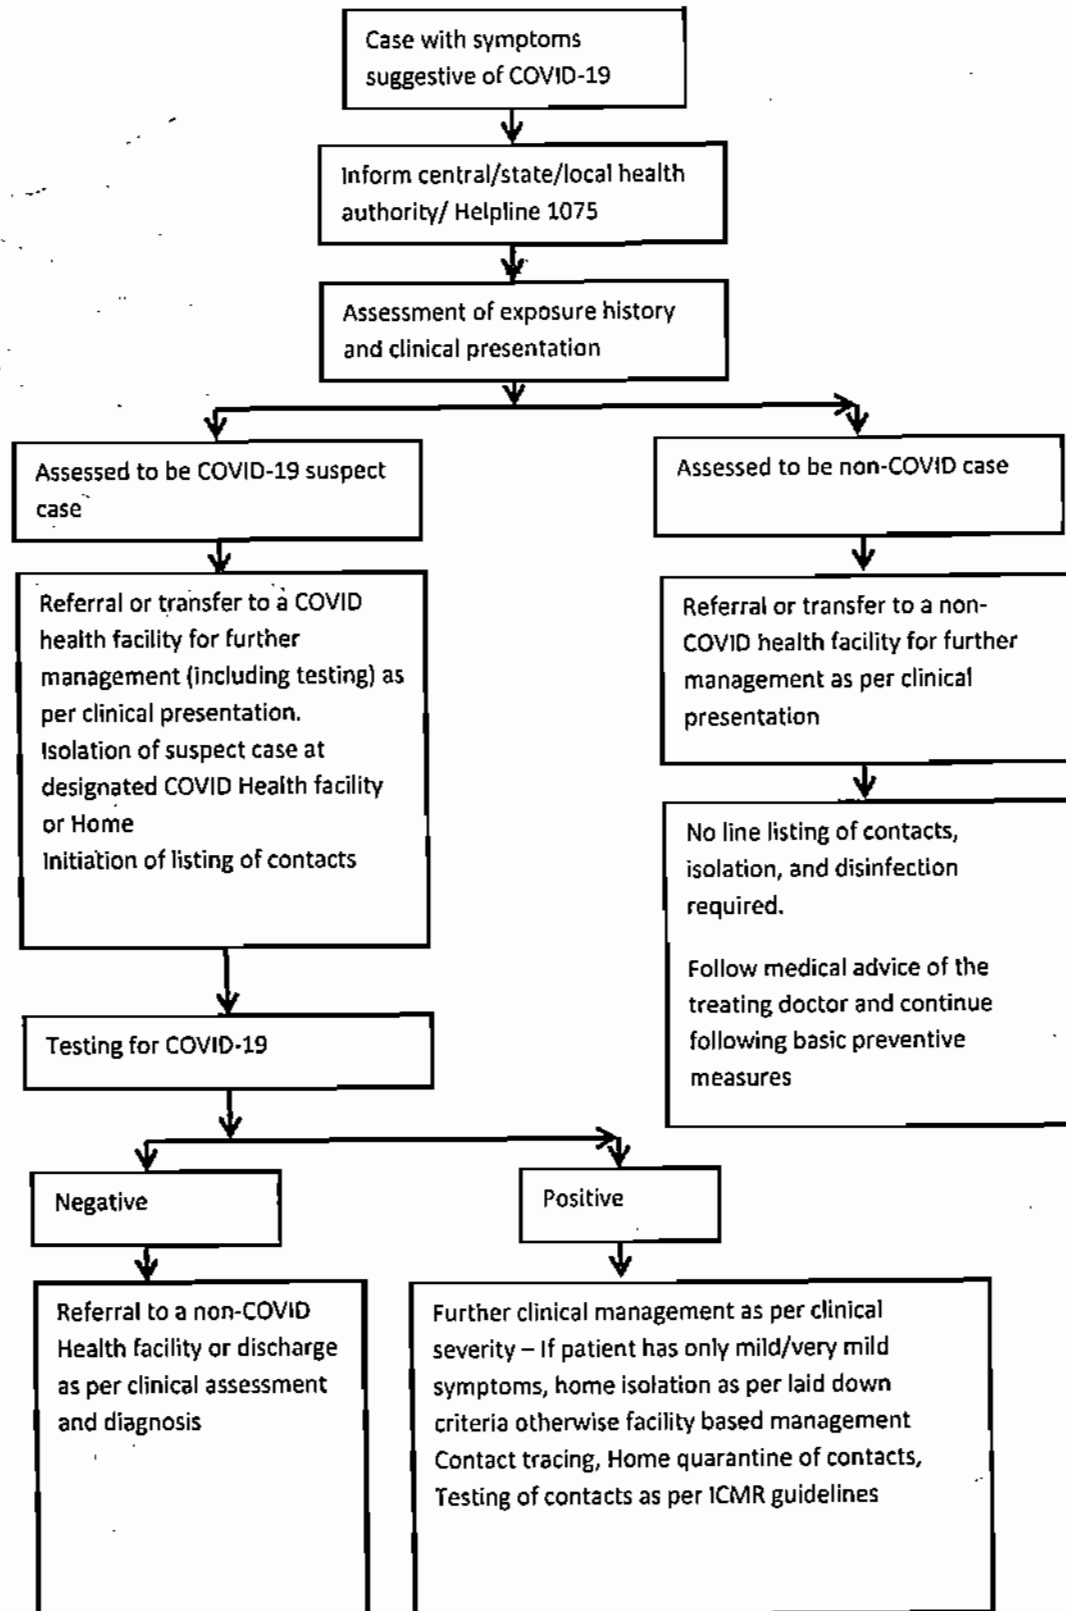 Case with symptoms
suggestive of COVID-19
Inform central/state/local health
authority/ Helpline 1075
Assessment of exposure history
and clinical presentation
Assessed to be COVID-19 suspect
case
Assessed to be non-COVID case
Referral or transfer to a COVID
health facility for further
management (including testing) as
per clinical presentation.
Isolation of suspect case at
designated COVID Health facility
or Home
Initiation of listing of contacts
Referral or transfer to a non-
COVID health facility for further
management as per clinical
presentation
No line listing of contacts,
isolation, and disinfection
required.
Follow medical advice of the
treating doctor and continue
following basic preventive
measures
Testing for COVID-19
Negative
Positive
Referral to a non-COVID
Health facility or discharge
as per clinical assessment
and diagnosis
Further clinical management as per clinical
severity – If patient has only mild/very mild
symptoms, home isolation as per laid down
criteria otherwise facility based management
Contact tracing, Home quarantine of contacts,
Testing of contacts as per ICMR guidelines